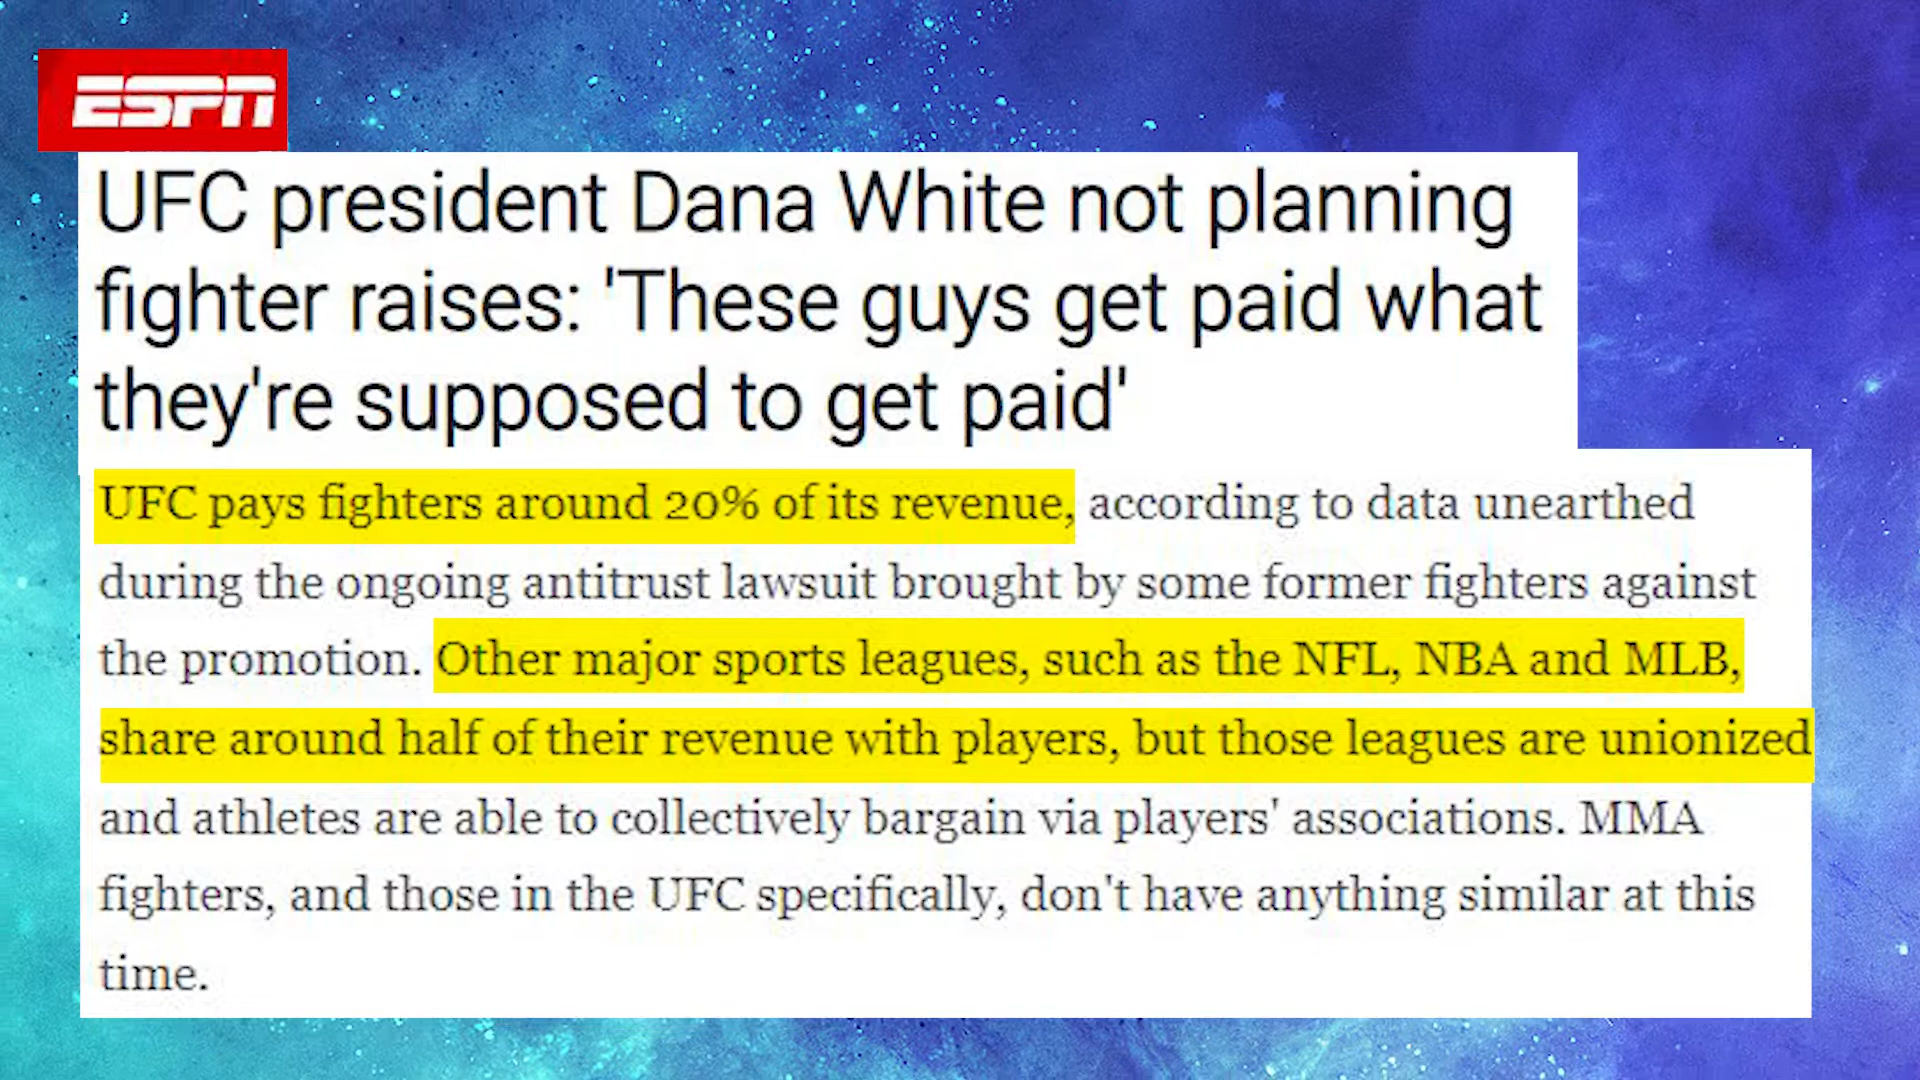 ESPN
UFC president Dana White not planning
fighter raises: 'These guys get paid what
they're supposed to get paid'
UFC pays fighters around 20% of its revenue, according to data unearthed
during the ongoing antitrust lawsuit brought by some former fighters against
the promotion. Other major sports leagues, such as the NFL, NBA and MLB,
share around half of their revenue with players, but those leagues are unionized
and athletes are able to collectively bargain via players' associations. MMA
fighters, and those in the UFC specifically, don't have anything similar at this
time.